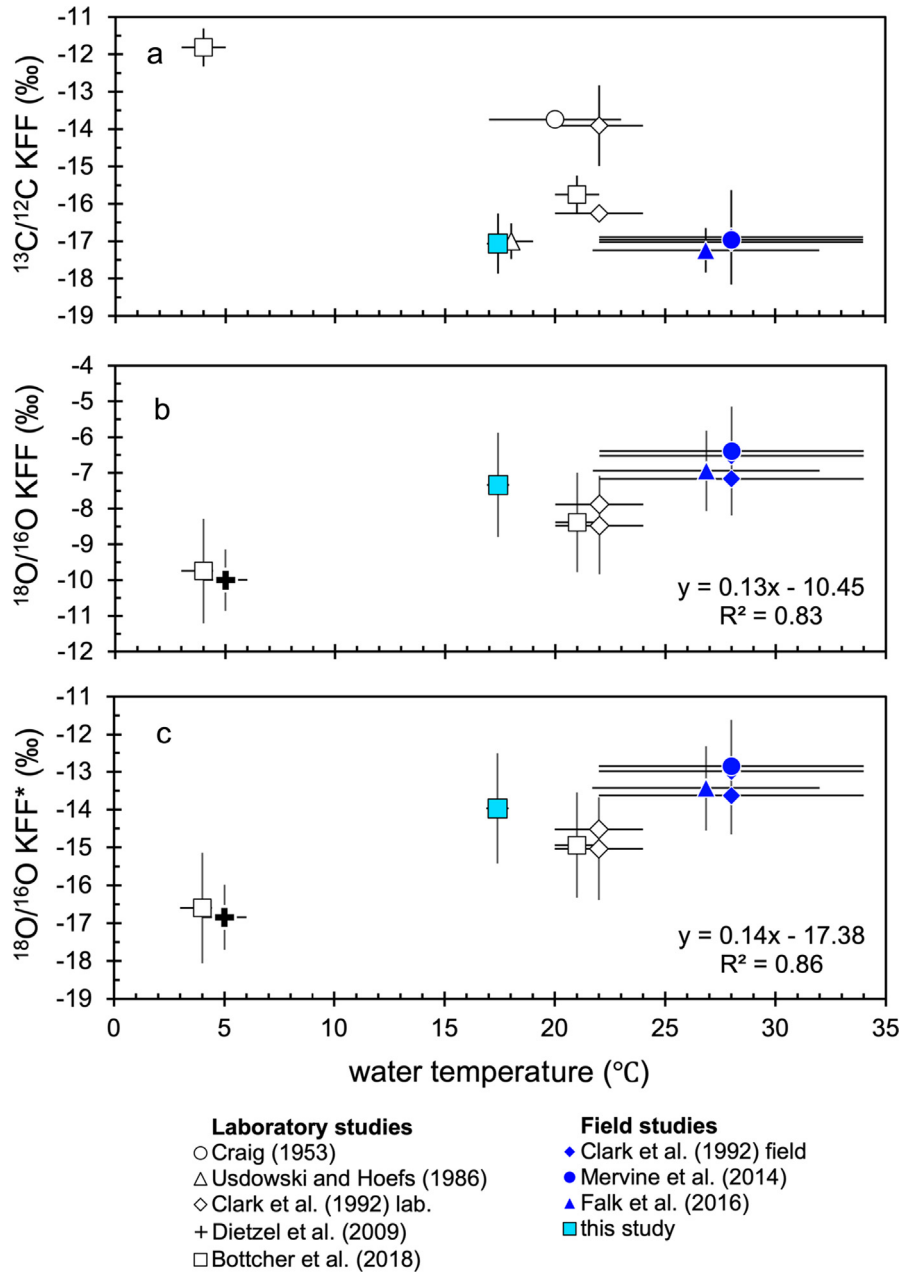 -11
-12
-13
-14
-15
-16
-17
-18
-19
13C/12C KFF (‰)
a
-4
-5
-6
-7
-8
-9
-10
-11
-12
18O/16O KFF (‰)
b
y = 0.13x - 10.45
R² = 0.83
-11
-12
-13
-14
-15
-16
-17
-18
-19
18O/16O KFF* (‰)
c
y = 0.14x - 17.38
R² = 0.86
0 5 10 15 20 25 30 35
water temperature (℃)
Laboratory studies
Craig (1953)
Usdowski and Hoefs (1986)
Clark et al. (1992) lab.
Dietzel et al. (2009)
Bottcher et al. (2018)
Field studies
Clark et al. (1992) field
Mervine et al. (2014)
Falk et al. (2016)
this study